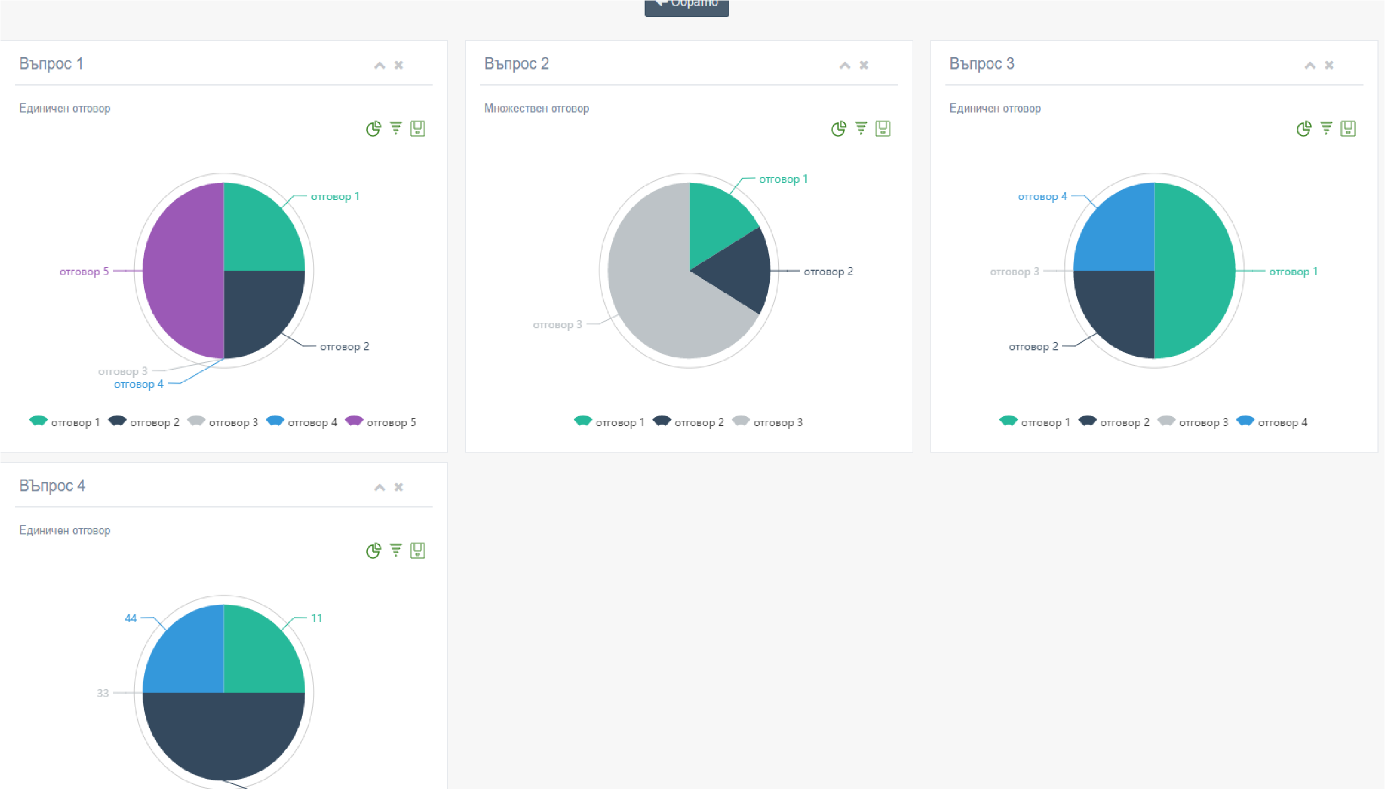 Обратно
Въпрос 1
Единичен отговор
отговор 1
отговор 5
отговор 2
отговор 3
отговор 4
отговор 1 отговор 2 отговор 3 отговор 4 отговор 5
Въпрос 2
Множествен отговор
отговор 1
отговор 2
отговор 3
отговор 1 отговор 2 отговор 3
Въпрос 3
Единичен отговор
отговор 4
отговор 3
отговор 1
отговор 2
отговор 1 отговор 2 отговор 3 отговор 4
ВЪпрос 4
Единичен отговор
44
11
33